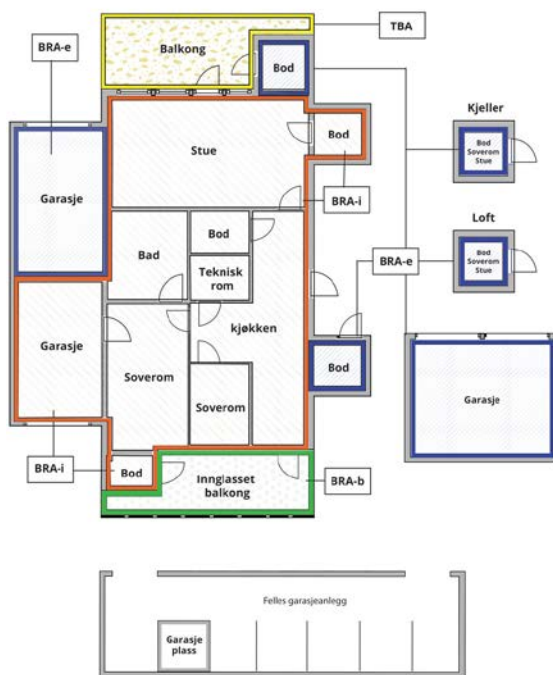 TBA
BRA-e
Balkong
Bod
Kjeller
Bod
Soverom
Stue
Stue
Bod
Garasje
BRA-i
Loft
Bod
Bad
Bod
Soverom
Stue
BRA-e
Teknisk
rom
Garasje
kjøkken
Bod
Garasje
Soverom
Soverom
BRA-i
Bod
Innglasset
balkong
BRA-b
Felles garasjeanlegg
Garasje
plass